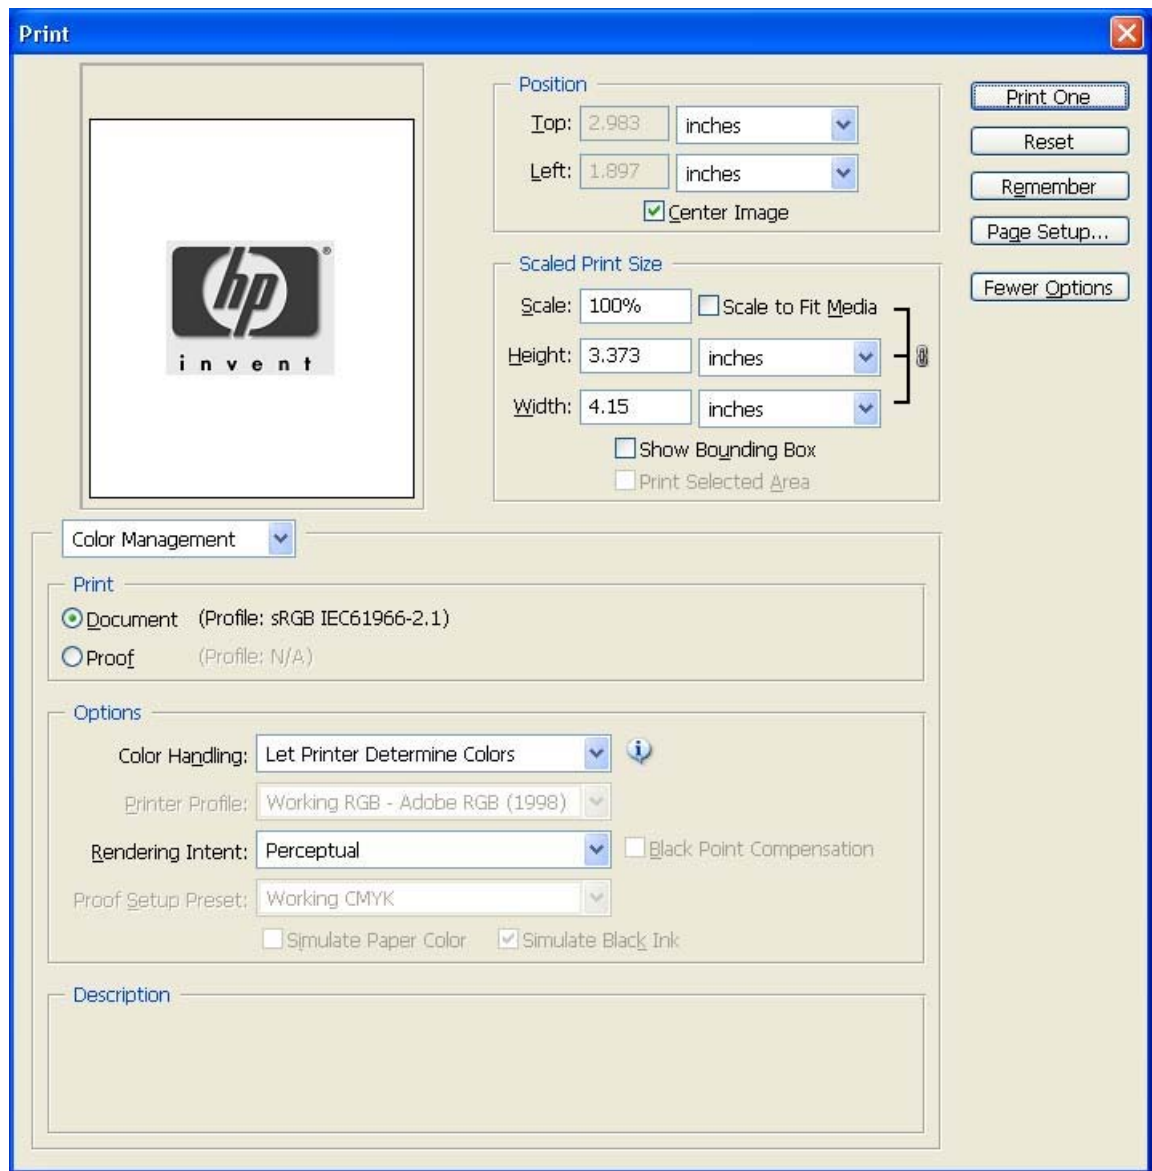 Print
hp ®
invent
Position
Top: 2.983 inches
Left: 1.897 inches
Center Image
Scaled Print Size
Scale: 100% Scale to Fit Media
Height: 3.373 inches
Width: 4.15 inches
Show Bounding Box
Print Selected Area
Print One
Reset
Remember
Page Setup...
Fewer Options
Color Management
Print
Document (Profile: sRGB IEC61966-2.1)
Proof (Profile: N/A)
Options
Color Handling: Let Printer Determine Colors
Printer Profile: Working RGB - Adobe RGB (1998)
Rendering Intent: Perceptual Black Point Compensation
Proof Setup Preset: Working CMYK
Simulate Paper Color Simulate Black Ink
Description